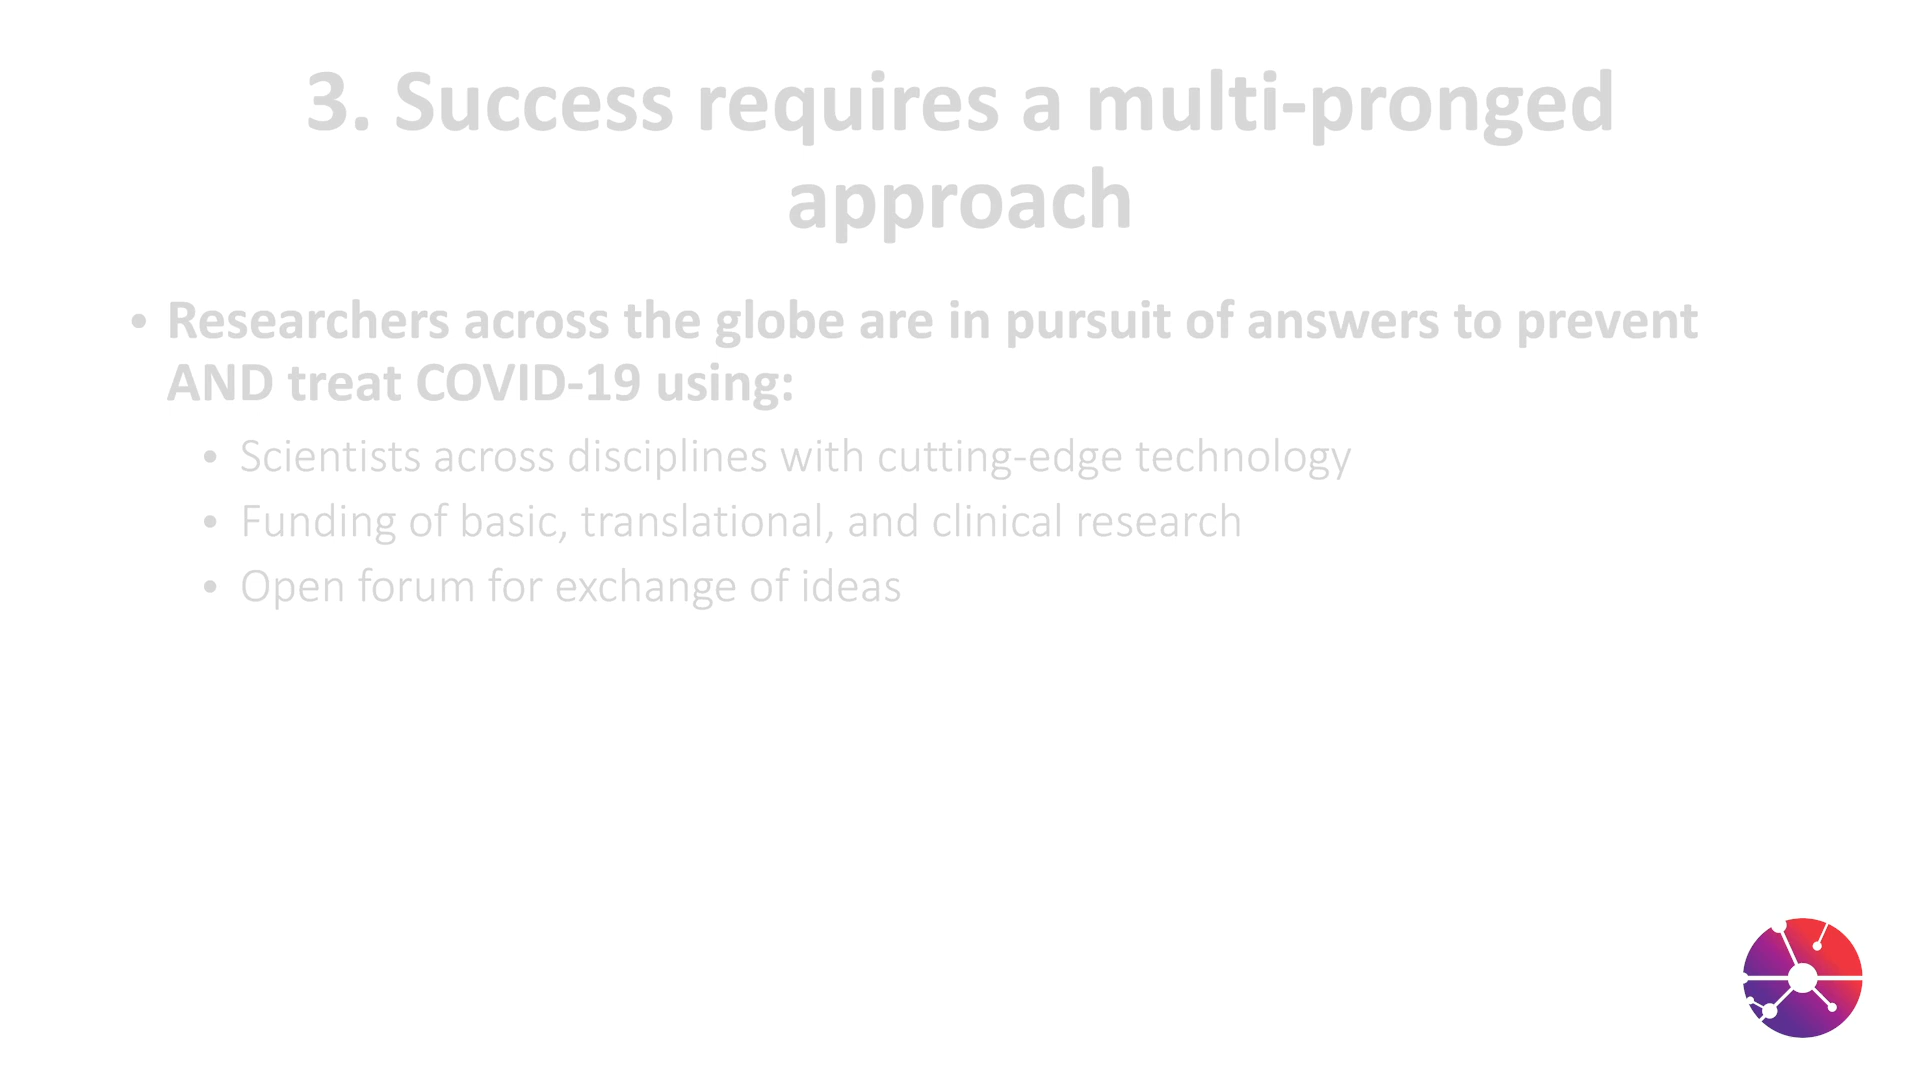 3. Success requires a multi-pronged
approach
• Researchers across the globe are in pursuit of answers to prevent
AND treat COVID-19 using:
• Scientists across disciplines with cutting-edge technology
• Funding of basic, translational, and clinical research
• Open forum for exchange of ideas